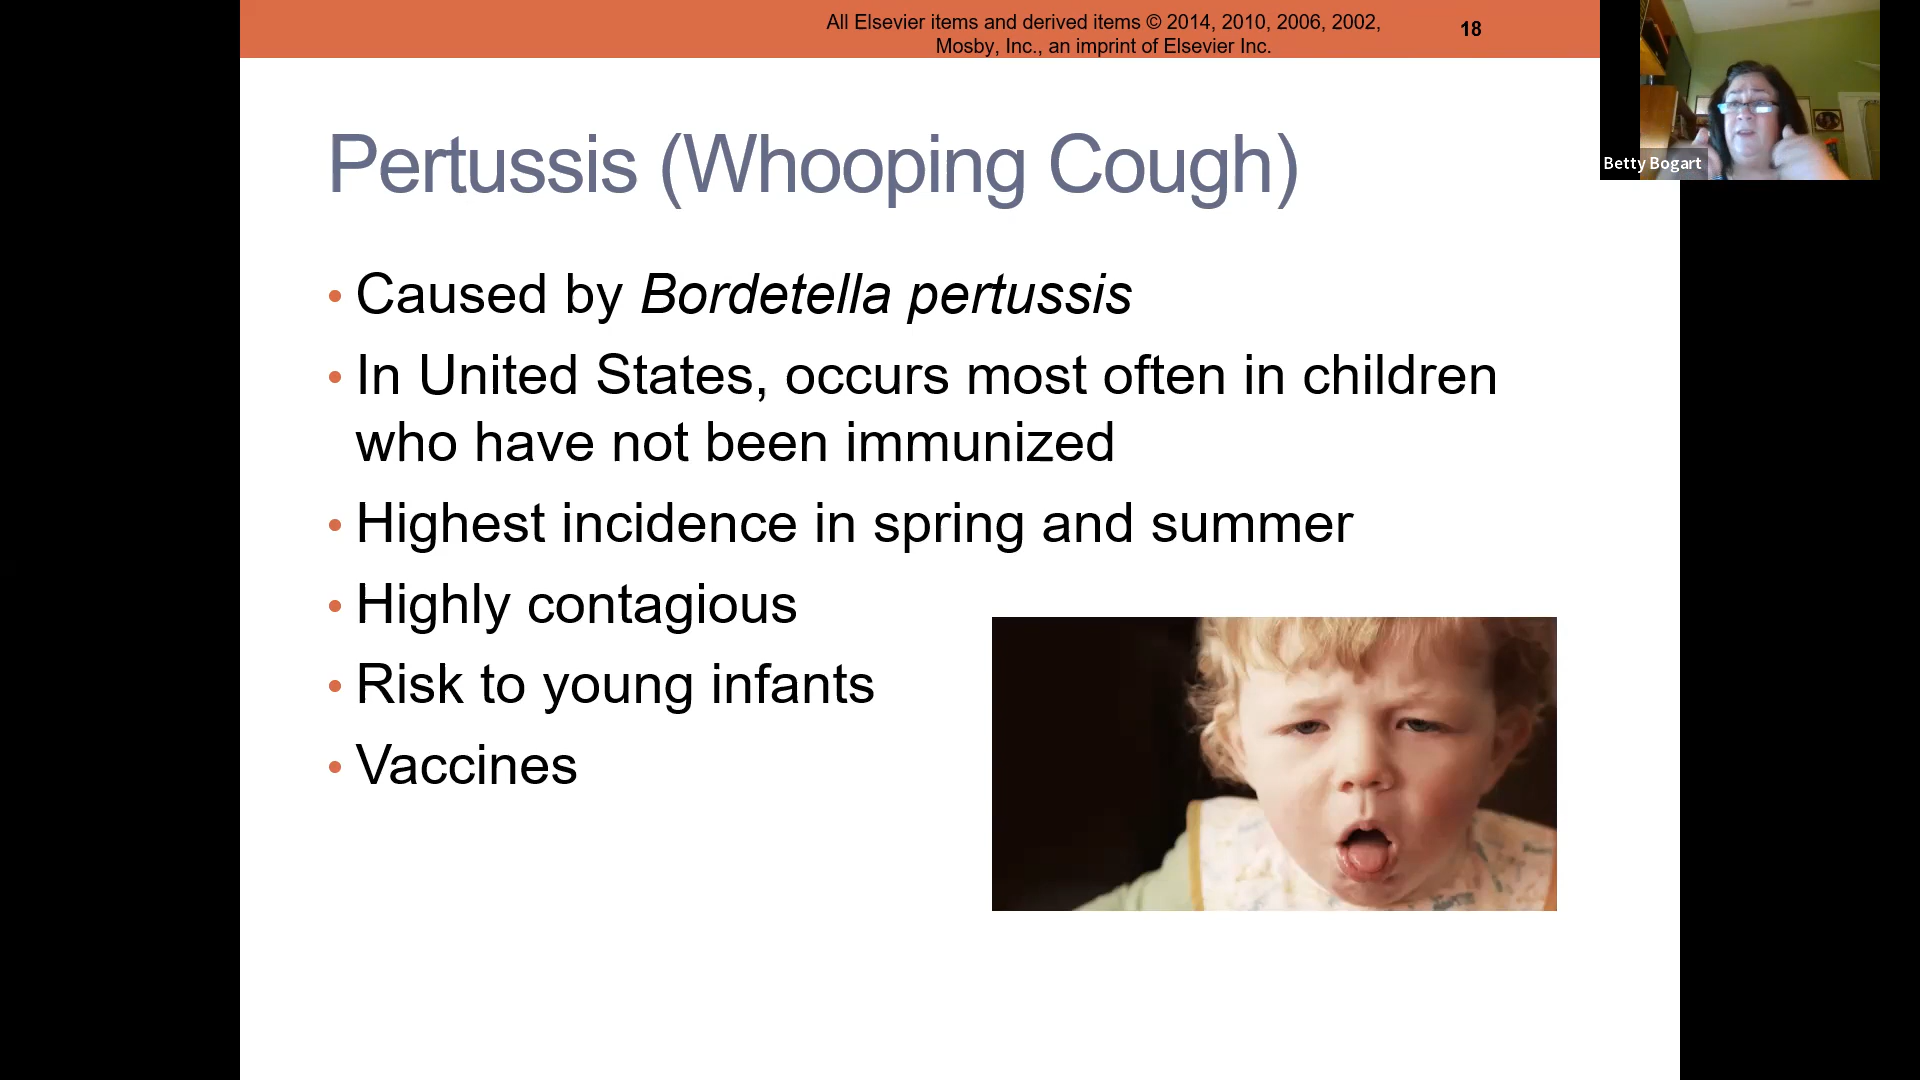 All Elsevier items and derived items © 2014, 2010, 2006, 2002,
Mosby, Inc., an imprint of Elsevier Inc.
18
Betty Bogart
Pertussis (Whooping Cough)
• Caused by Bordetella pertussis
• In United States, occurs most often in children
who have not been immunized
• Highest incidence in spring and summer
• Highly contagious
• Risk to young infants
• Vaccines